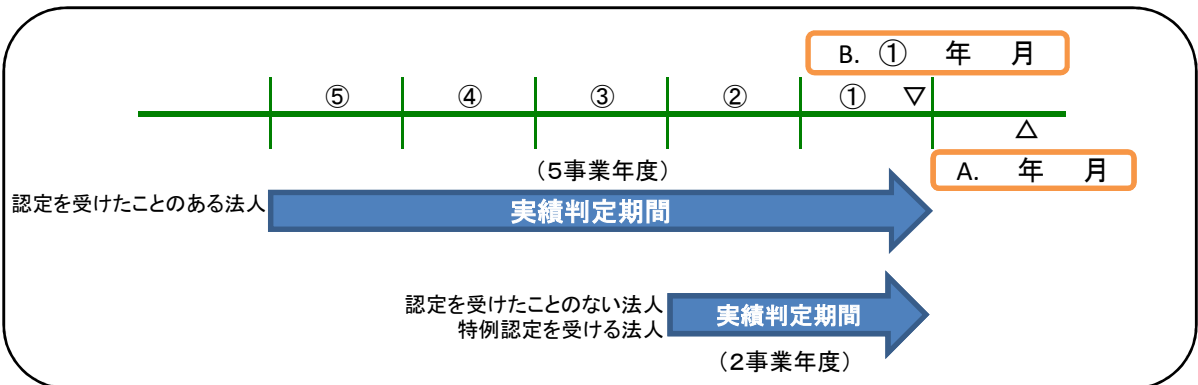 B. ① 年 月
⑤ ④ ③ ② ① ▽
△
A. 年 月
(5事業年度)
認定を受けたことのある法人
実績判定期間
認定を受けたことのない法人
特例認定を受ける法人
実績判定期間
(2事業年度)